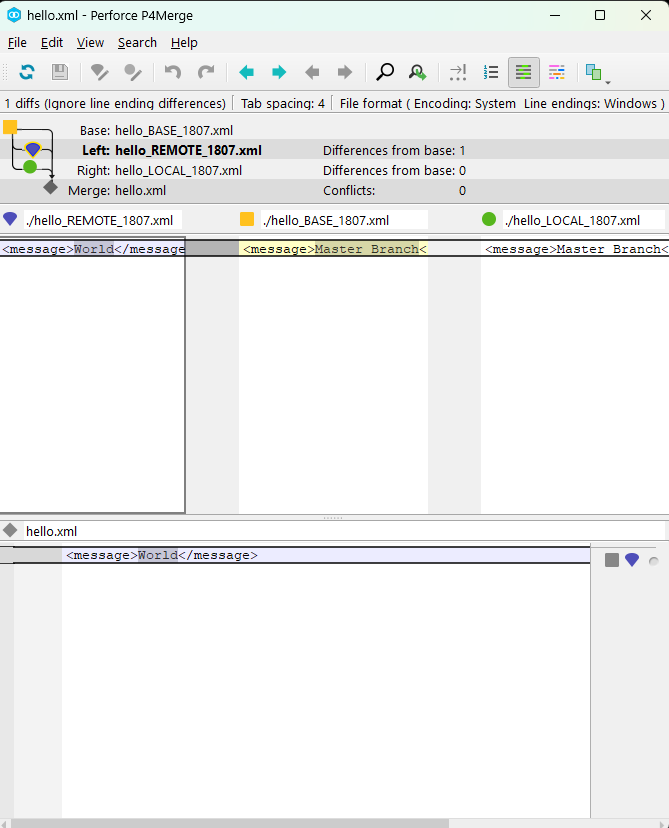 hello.xml - Perforce P4Merge
File Edit View Search Help
1 diffs (Ignore line ending differences) Tab spacing: 4 File format ( Encoding: System Line endings: Windows )
Base: hello_BASE_1807.xml
Left: hello_REMOTE_1807.xml Differences from base: 1
Right: hello_LOCAL_1807.xml Differences from base: 0
Merge: hello.xml Conflicts: 0
./hello_REMOTE_1807.xml ./hello_BASE_1807.xml ./hello_LOCAL_1807.xml
<message>World</message <message>Master Branch< <message>Master Branch<
hello.xml
<message>World</message>